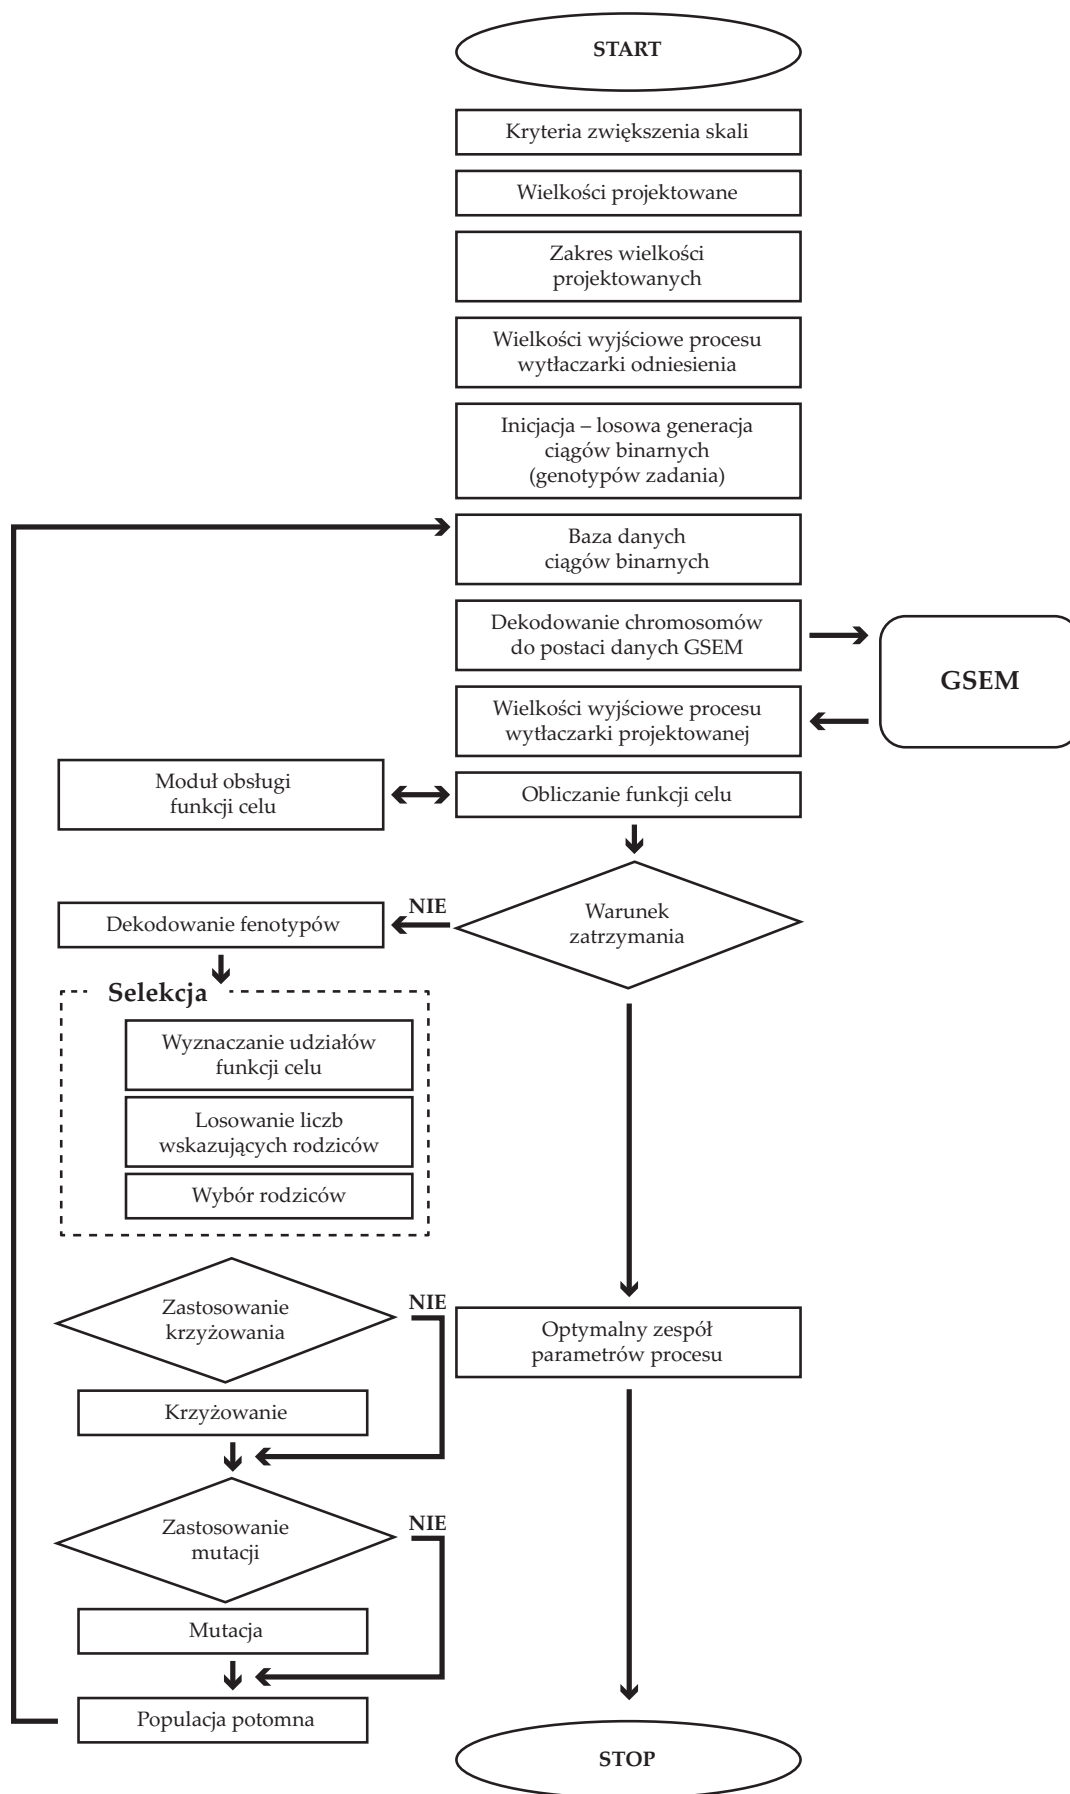 START
Kryteria zwiększenia skali
Wielkości projektowane
Zakres wielkości
projektowanych
Wielkości wyjściowe procesu
wytłaczarki odniesienia
Inicjacja – losowa generacja
ciągów binarnych
(genotypów zadania)
Baza danych
ciągów binarnych
Dekodowanie chromosomów
do postaci danych GSEM
GSEM
Wielkości wyjściowe procesu
wytłaczarki projektowanej
Moduł obsługi
funkcji celu
Obliczanie funkcji celu
Warunek
zatrzymania
NIE
Dekodowanie fenotypów
Selekcja
Wyznaczanie udziałów
funkcji celu
Losowanie liczb
wskazujących rodziców
Wybór rodziców
Zastosowanie
krzyżowania
NIE
Krzyżowanie
Optymalny zespół
parametrów procesu
Zastosowanie
mutacji
NIE
Mutacja
Populacja potomna
STOP